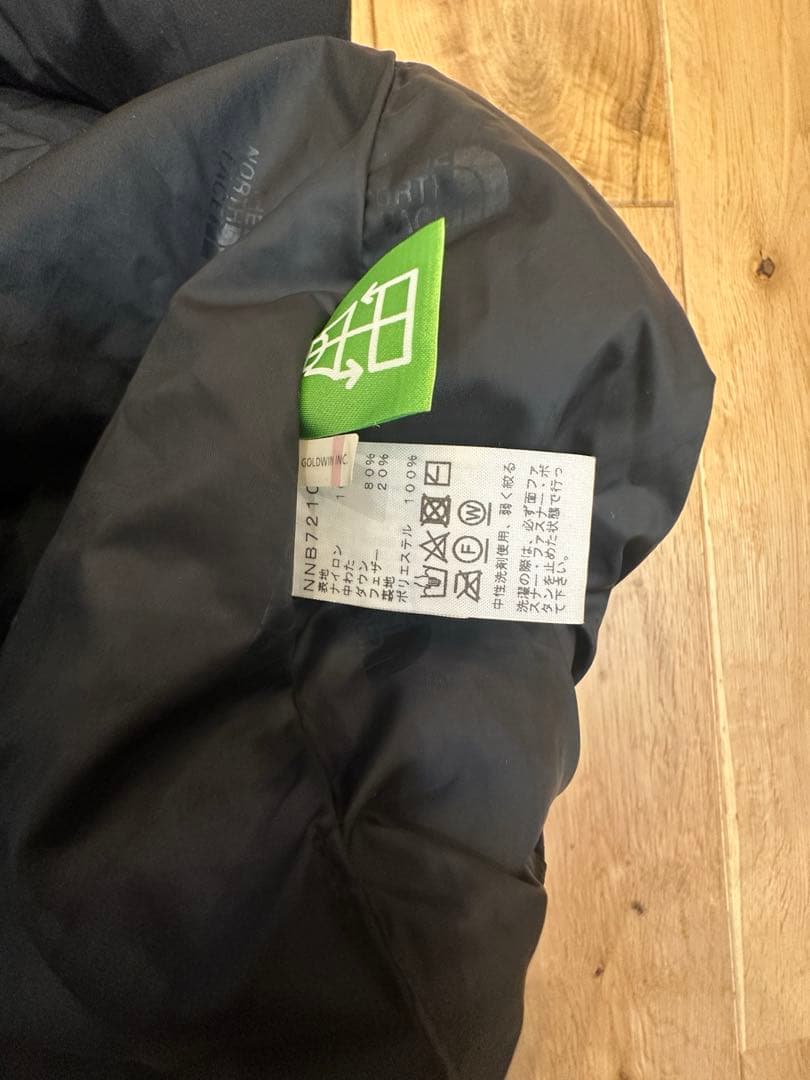 THE
NORTH
FACE
GOLDWIN INC.
NNB7210
表地
ナイロン
中わた
ダウン 80%
フェザー 20%
表地
ポリエステル 100%
F W
中性洗剤使用、弱く絞る
洗濯の際は、必ず面ファ
スナー・ファスナー・ボ
タンを止めた状態で行っ
て下さい。